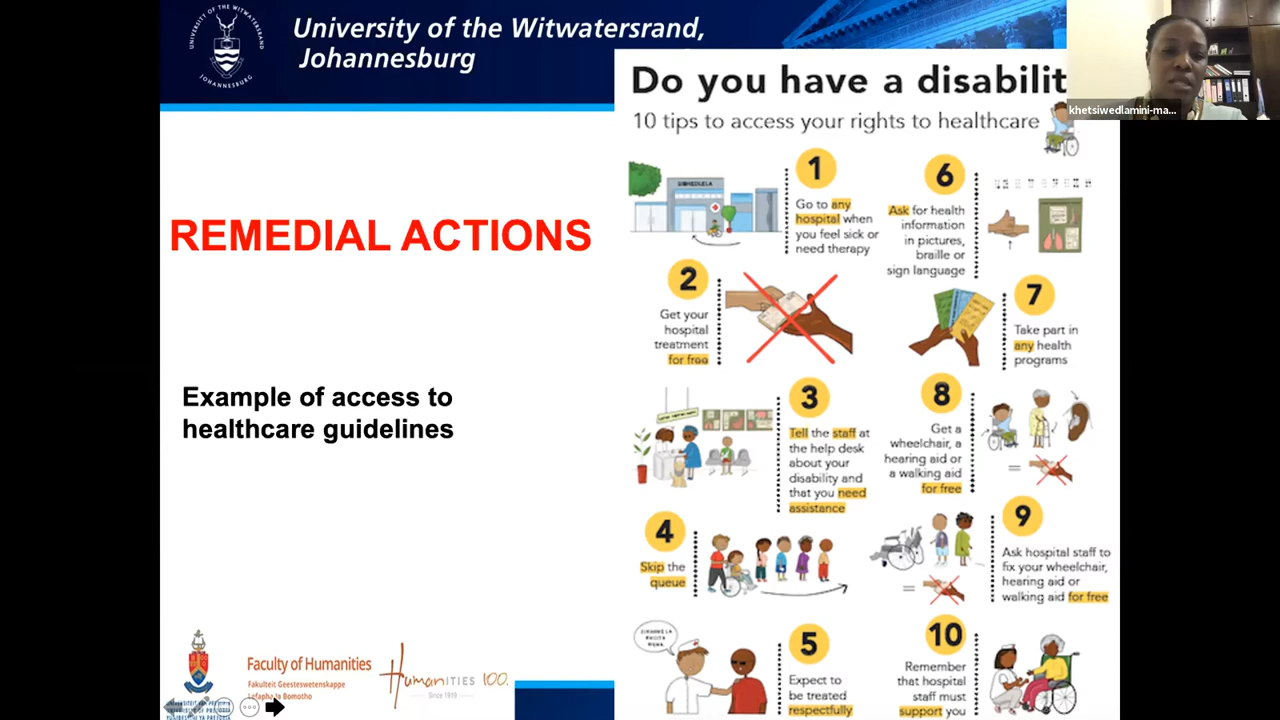 University of the Witwatersrand,
Johannesburg
UNIVERSITY OF THE WITWATERSRAND
JOHANNESBURG
khetsiwedlamini-ma...
REMEDIAL ACTIONS
Example of access to
healthcare guidelines
Faculty of Humanities
Fakulteit Geesteswetenskappe
Lefapha la Bomotho
Humanities 100.
Since 1919
Do you have a disabilit
10 tips to access your rights to healthcare
1
Go to any
hospital when
you feel sick or
need therapy
2
Get your
hospital
treatment
for free
3
Tell the staff at
the help desk
about your
disability and
that you need
assistance
4
Skip the
queue
5
Expect to
be treated
respectfully
6
Ask for health
information
in pictures,
braille or
sign language
7
Take part in
any health
programs
8
Get a
wheelchair, a
hearing aid or
a walking aid
for free
=
9
Ask hospital staff to
fix your wheelchair,
hearing aid or
walking aid for free
=
10
Remember
that hospital
staff must
support you